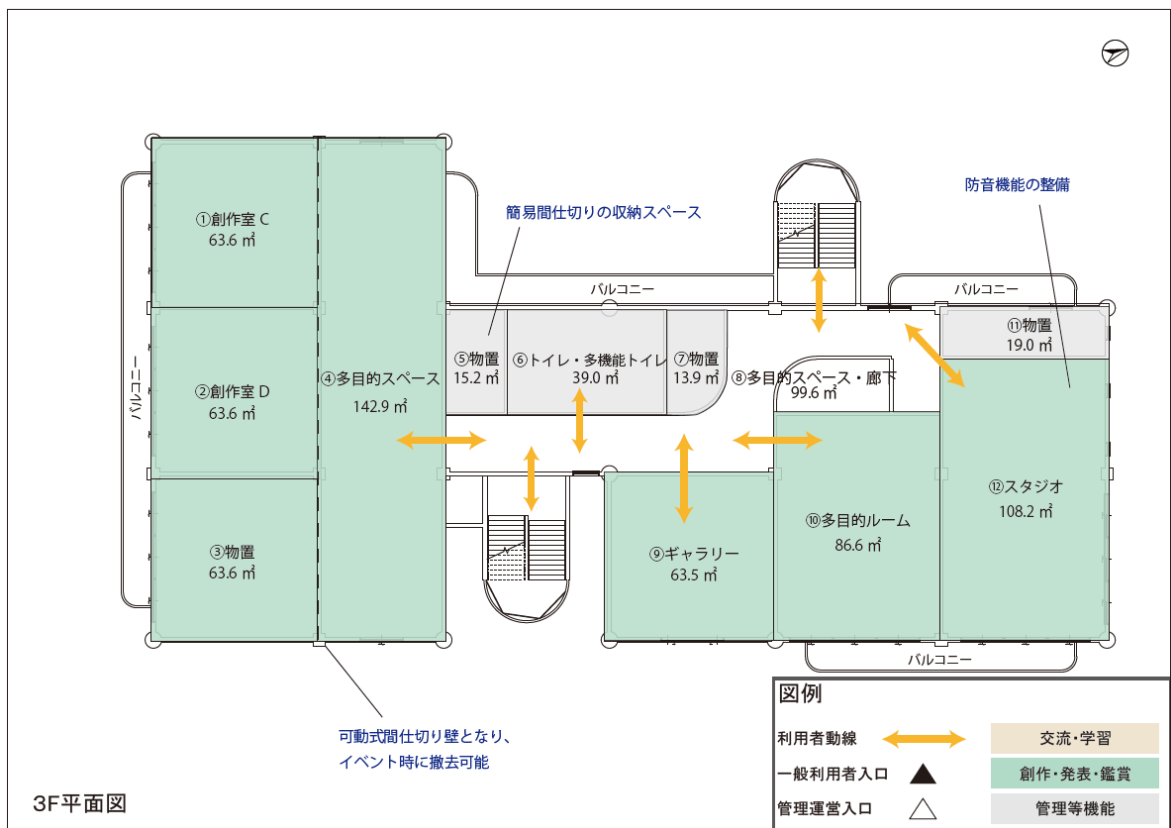 防音機能の整備
簡易間仕切りの収納スペース
①創作室 C
63.6 ㎡
バルコニー
バルコニー
⑪物置
19.0 ㎡
⑤物置
15.2 ㎡
⑥トイレ・多機能トイレ
39.0 ㎡
⑦物置
13.9 ㎡
⑧多目的スペース・廊下
99.6 ㎡
バルコニー
②創作室 D
63.6 ㎡
④多目的スペース
142.9 ㎡
⑫スタジオ
108.2 ㎡
⑩多目的ルーム
86.6 ㎡
③物置
63.6 ㎡
⑨ギャラリー
63.5 ㎡
バルコニー
可動式間仕切り壁となり、
イベント時に撤去可能
図例
利用者動線
交流・学習
一般利用者入口
創作・発表・鑑賞
管理運営入口
管理等機能
3F平面図